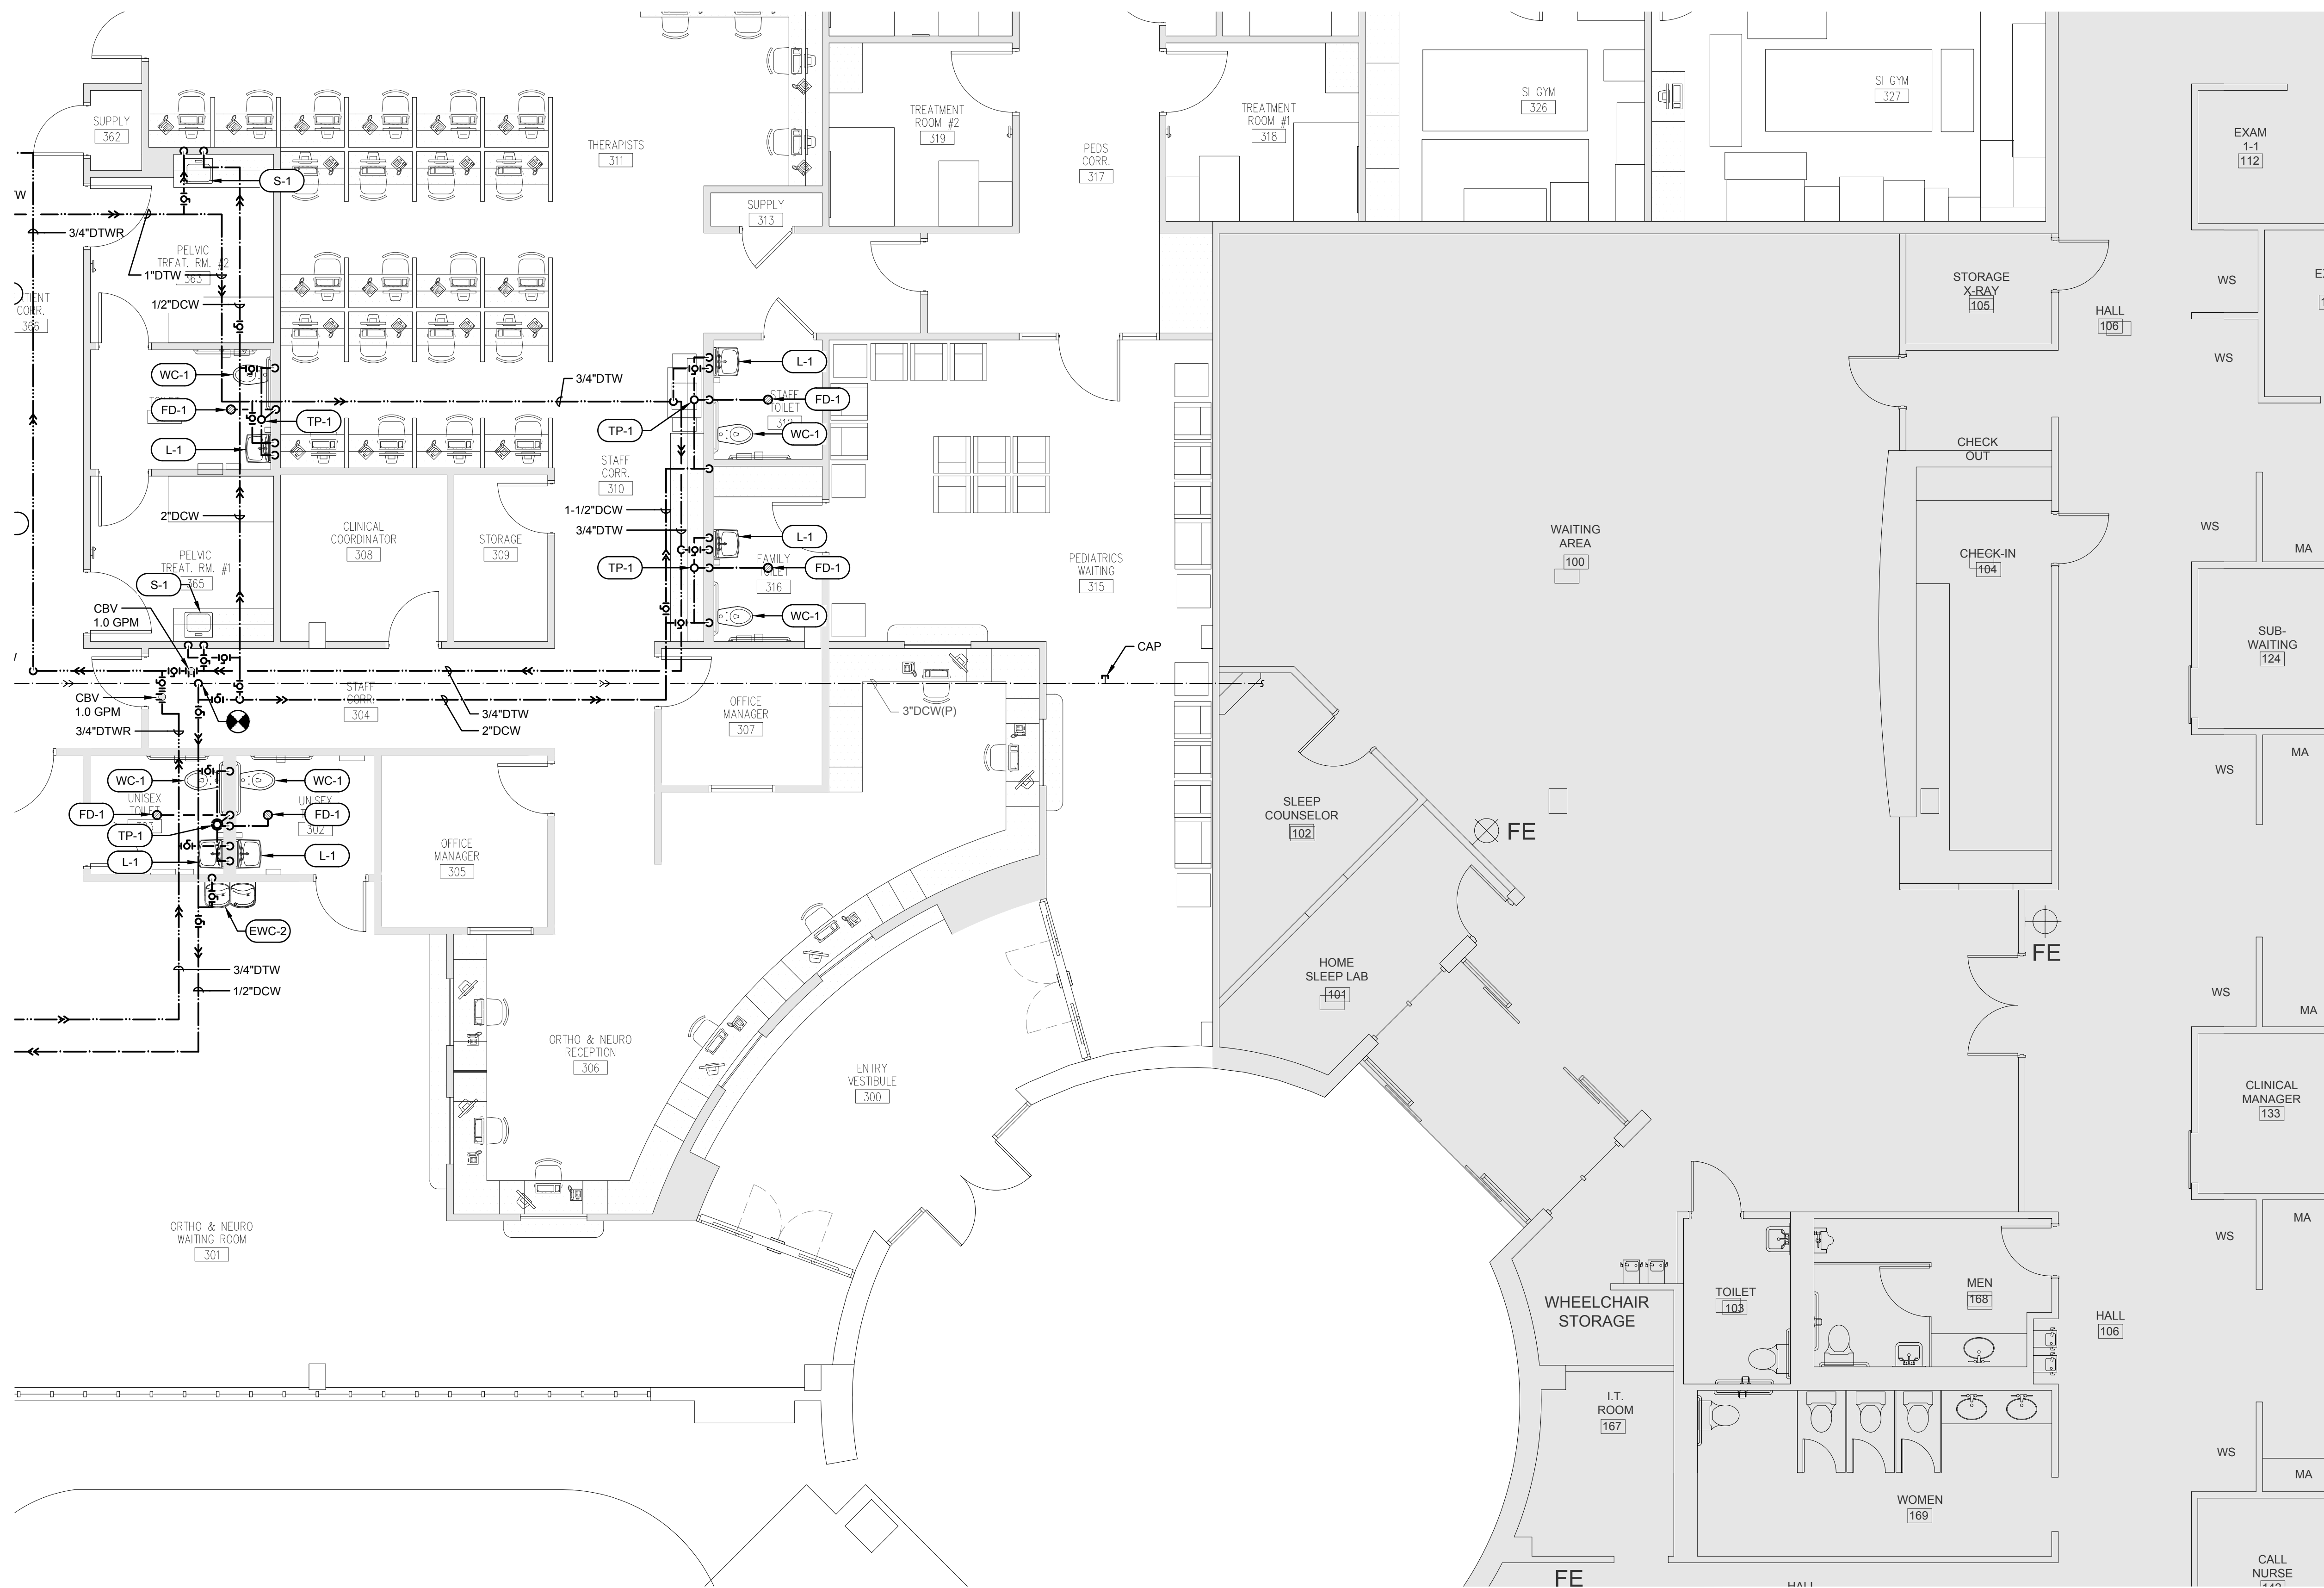 SUPPLY
362
S-1
W
3/4"DTWR
PELVIC
TREAT. RM. #2
363
1"DTW
1/2"DCW
CORR.
366
WC-1
FD-1
TP-1
L-1
2"DCW
PELVIC
TREAT. RM. #1
365
S-1
CBV
1.0 GPM
CBV
1.0 GPM
3/4"DTWR
THERAPISTS
311
SUPPLY
313
TREATMENT
ROOM #2
319
PEDS
CORR.
317
TREATMENT
ROOM #1
318
SI GYM
326
SI GYM
327
EXAM
1-1
112
STORAGE
X-RAY
105
HALL
106
WS
WS
3/4"DTW
L-1
STAFF
TOILET
312
FD-1
TP-1
WC-1
STAFF
CORR.
310
1-1/2"DCW
3/4"DTW
L-1
TP-1
FAMILY
TOILET
316
FD-1
WC-1
CLINICAL
COORDINATOR
308
STORAGE
309
PEDIATRICS
WAITING
315
CAP
WAITING
AREA
100
CHECK
OUT
CHECK-IN
104
WS
MA
SUB-
WAITING
124
MA
WS
STAFF
CORR.
304
3/4"DTW
2"DCW
OFFICE
MANAGER
307
3"DCW(P)
WC-1
WC-1
UNISEX
TOILET
FD-1
UNISEX
302
FD-1
TP-1
L-1
L-1
EWC-2
3/4"DTW
1/2"DCW
OFFICE
MANAGER
305
SLEEP
COUNSELOR
102
FE
FE
HOME
SLEEP LAB
101
WS
MA
CLINICAL
MANAGER
133
ORTHO & NEURO
RECEPTION
306
ENTRY
VESTIBULE
300
ORTHO & NEURO
WAITING ROOM
301
WHEELCHAIR
STORAGE
TOILET
103
MEN
168
HALL
106
MA
WS
I.T.
ROOM
167
WOMEN
169
WS
MA
FE
HALL
CALL
NURSE